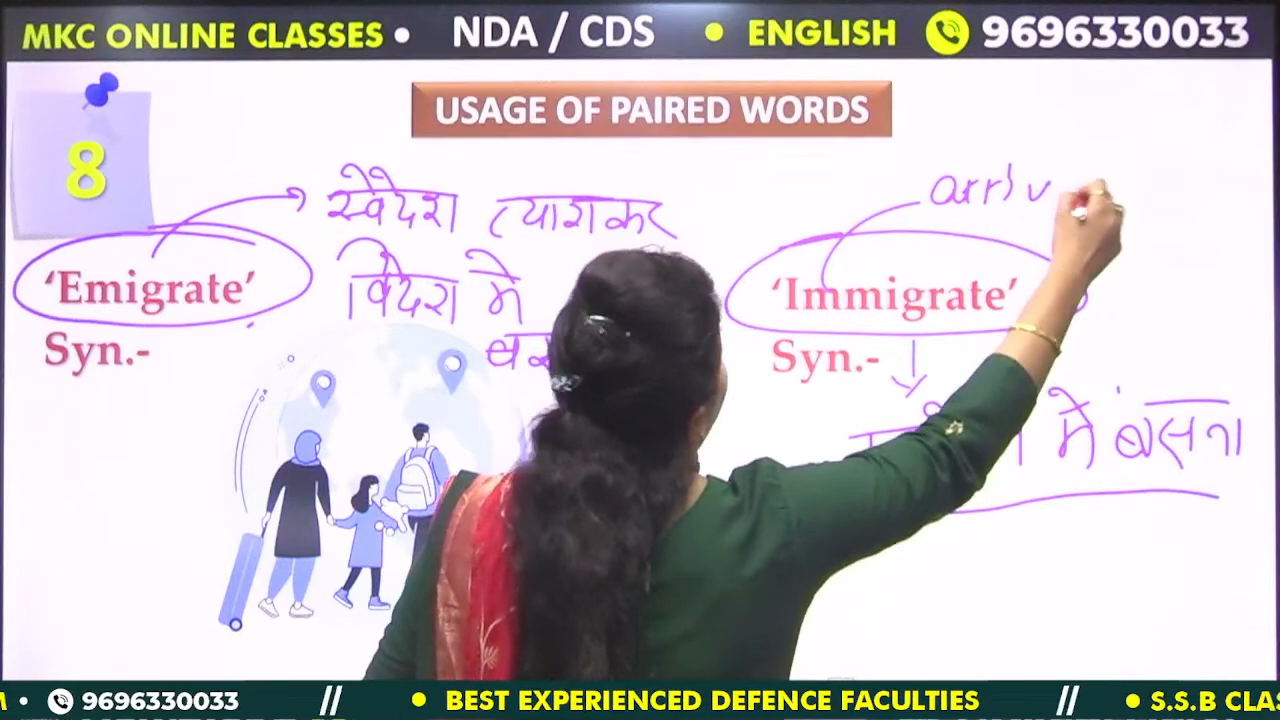 MKC ONLINE CLASSES • NDA / CDS • ENGLISH 9696330033
USAGE OF PAIRED WORDS
8
स्वदेश त्यागकर
विदेश में
'Emigrate'
Syn.-
arriv
'Immigrate'
Syn.-
में बसना
• 9696330033 // • BEST EXPERIENCED DEFENCE FACULTIES // • S.S.B CLA